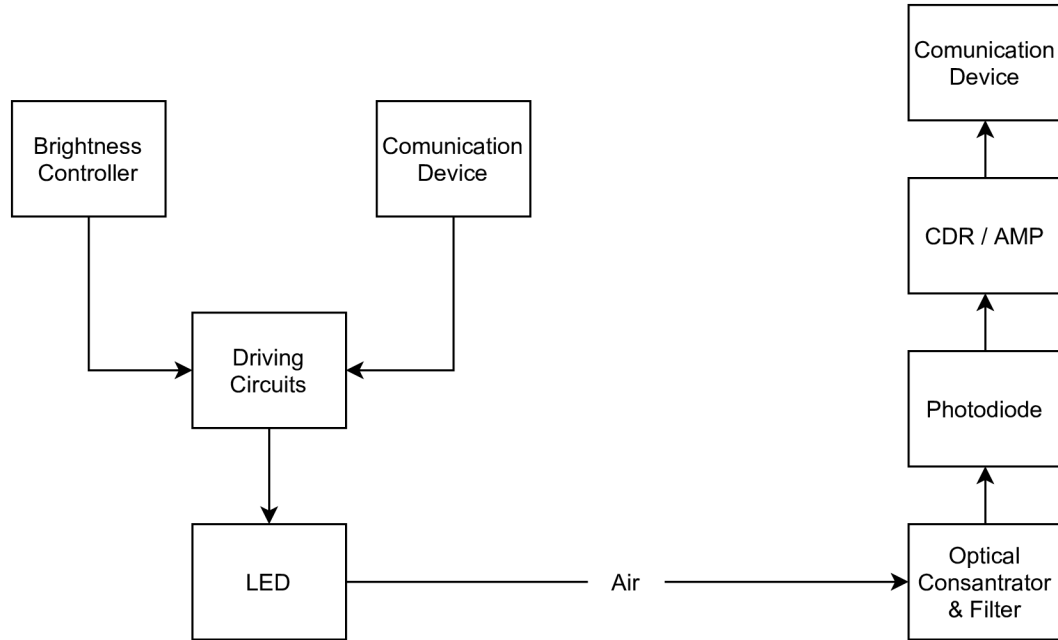 Comunication
Device
Brightness
Controller
Comunication
Device
CDR / AMP
Driving
Circuits
Photodiode
LED
Air
Optical
Consantrator
& Filter